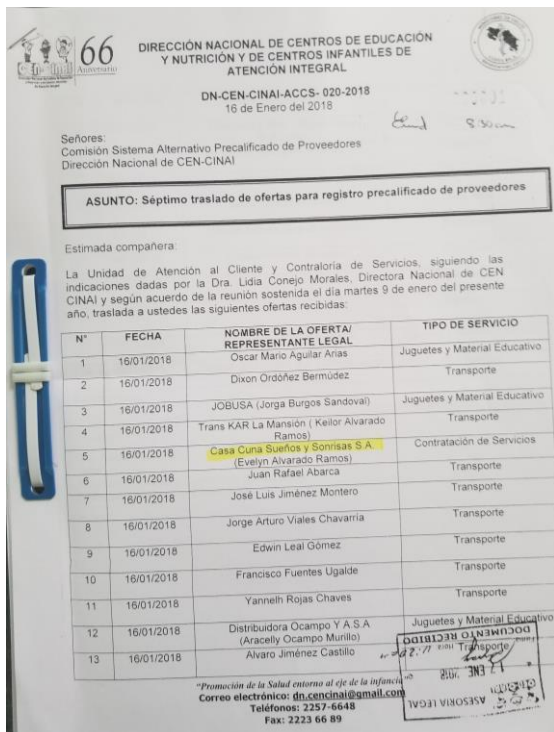 66
Aniversario
DIRECCIÓN NACIONAL DE CENTROS DE EDUCACIÓN
Y NUTRICIÓN Y DE CENTROS INFANTILES DE
ATENCIÓN INTEGRAL
DN-CEN-CINAI-ACCS- 020-2018
16 de Enero del 2018
8:30am
Señores:
Comisión Sistema Alternativo Precalificado de Proveedores
Dirección Nacional de CEN-CINAI
ASUNTO: Séptimo traslado de ofertas para registro precalificado de proveedores
Estimada compañera:
La Unidad de Atención al Cliente y Contraloría de Servicios, siguiendo las
indicaciones dadas por la Dra. Lidia Conejo Morales, Directora Nacional de CEN
CINAI y según acuerdo de la reunión sostenida el día martes 9 de enero del presente
año, traslada a ustedes las siguientes ofertas recibidas:
N° FECHA NOMBRE DE LA OFERTA/ REPRESENTANTE LEGAL TIPO DE SERVICIO
1 16/01/2018 Oscar Mario Aguilar Arias Juguetes y Material Educativo
2 16/01/2018 Dixon Ordóñez Bermúdez Transporte
3 16/01/2018 JOBUSA (Jorga Burgos Sandoval) Juguetes y Material Educativo
4 16/01/2018 Trans KAR La Mansión ( Keilor Alvarado Ramos) Transporte
5 16/01/2018 Casa Cuna Sueños y Sonrisas S.A. (Evelyn Alvarado Ramos) Contratación de Servicios
6 16/01/2018 Juan Rafael Abarca Transporte
7 16/01/2018 José Luis Jiménez Montero Transporte
8 16/01/2018 Jorge Arturo Viales Chavarría Transporte
9 16/01/2018 Edwin Leal Gómez Transporte
10 16/01/2018 Francisco Fuentes Ugalde Transporte
11 16/01/2018 Yannelh Rojas Chaves Transporte
12 16/01/2018 Distribuidora Ocampo Y A.S.A (Aracelly Ocampo Murillo) Juguetes y Material Educativo
13 16/01/2018 Alvaro Jiménez Castillo Transporte
"Promoción de la Salud entorno al eje de la infancia"
Correo electrónico: dn.cencinai@gmail.com
Teléfonos: 2257-6648
Fax: 2223 66 89
DOCUMENTO RECIBIDO
ENE 2018
ASESORIA LEGAL